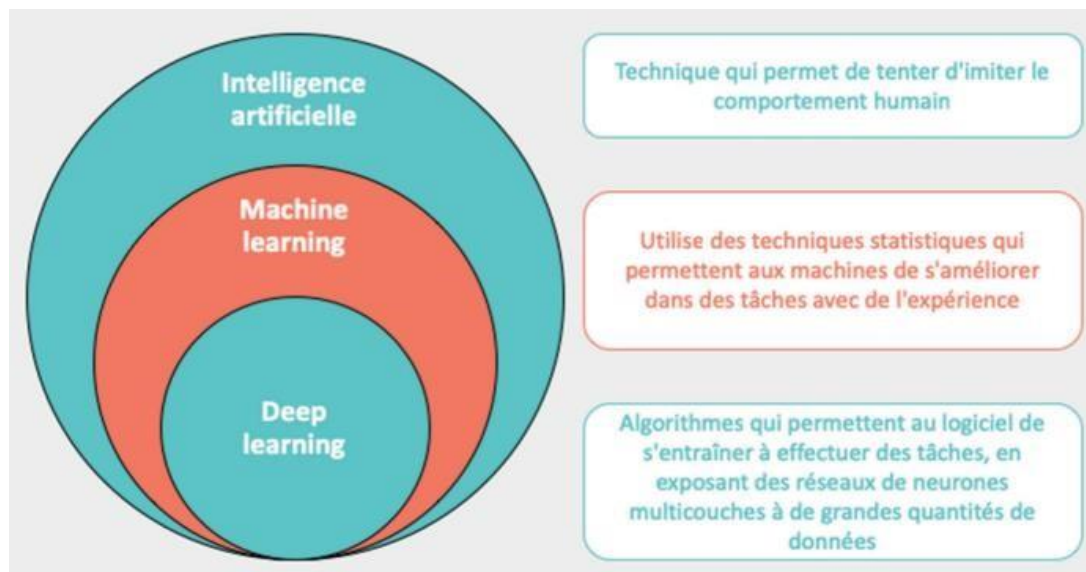 Intelligence
artificielle
Technique qui permet de tenter d'imiter le
comportement humain
Machine
learning
Utilise des techniques statistiques qui
permettent aux machines de s'améliorer
dans des tâches avec de l'expérience
Deep
learning
Algorithmes qui permettent au logiciel de
s'entraîner à effectuer des tâches, en
exposant des réseaux de neurones
multicouches à de grandes quantités de
données